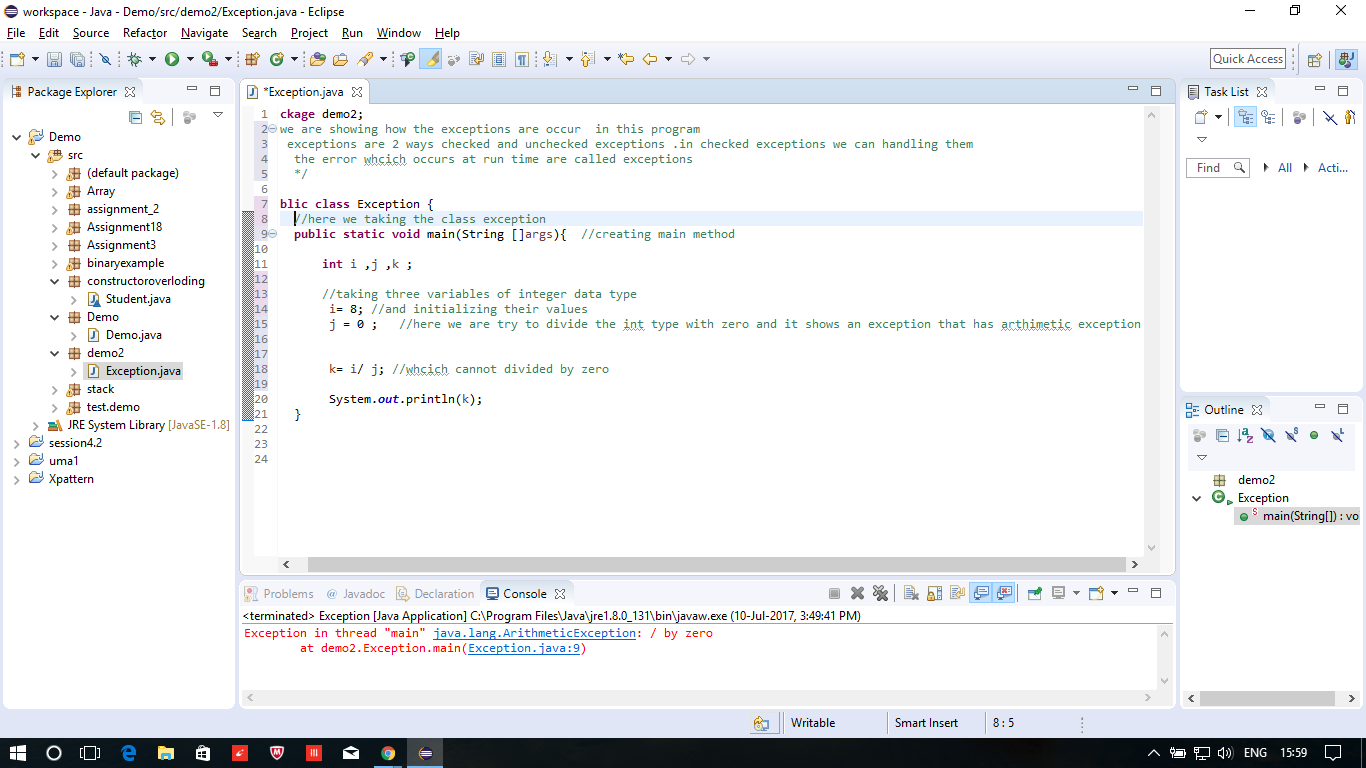 workspace - Java - Demo/src/demo2/Exception.java - Eclipse
File Edit Source Refactor Navigate Search Project Run Window Help
Quick Access
Package Explorer
Demo
src
(default package)
Array
assignment_2
Assignment18
Assignment3
binaryexample
constructoroverloding
Student.java
Demo
Demo.java
demo2
Exception.java
stack
test.demo
JRE System Library [JavaSE-1.8]
session4.2
uma1
Xpattern
*Exception.java
1 ckage demo2;
2 we are showing how the exceptions are occur  in this program
3 exceptions are 2 ways checked and unchecked exceptions .in checked exceptions we can handling them
4 the error whcich occurs at run time are called exceptions
5 */
6
7 blic class Exception {
8 //here we taking the class exception
9 public static void main(String []args){  //creating main method
10
11 int i ,j ,k ;
12
13 //taking three variables of integer data type
14 i= 8; //and initializing their values
15 j = 0 ;   //here we are try to divide the int type with zero and it shows an exception that has arthimetic exception
16
17
18 k= i/ j; //whcich cannot divided by zero
19
20 System.out.println(k);
21 }
22
23
24
Problems @ Javadoc Declaration Console
<terminated> Exception [Java Application] C:\Program Files\Java\jre1.8.0_131\bin\javaw.exe (10-Jul-2017, 3:49:41 PM)
Exception in thread "main" java.lang.ArithmeticException: / by zero
at demo2.Exception.main(Exception.java:9)
Task List
Find All Acti...
Outline
demo2
Exception
main(String[]) : vo
Writable Smart Insert 8 : 5
ENG 15:59